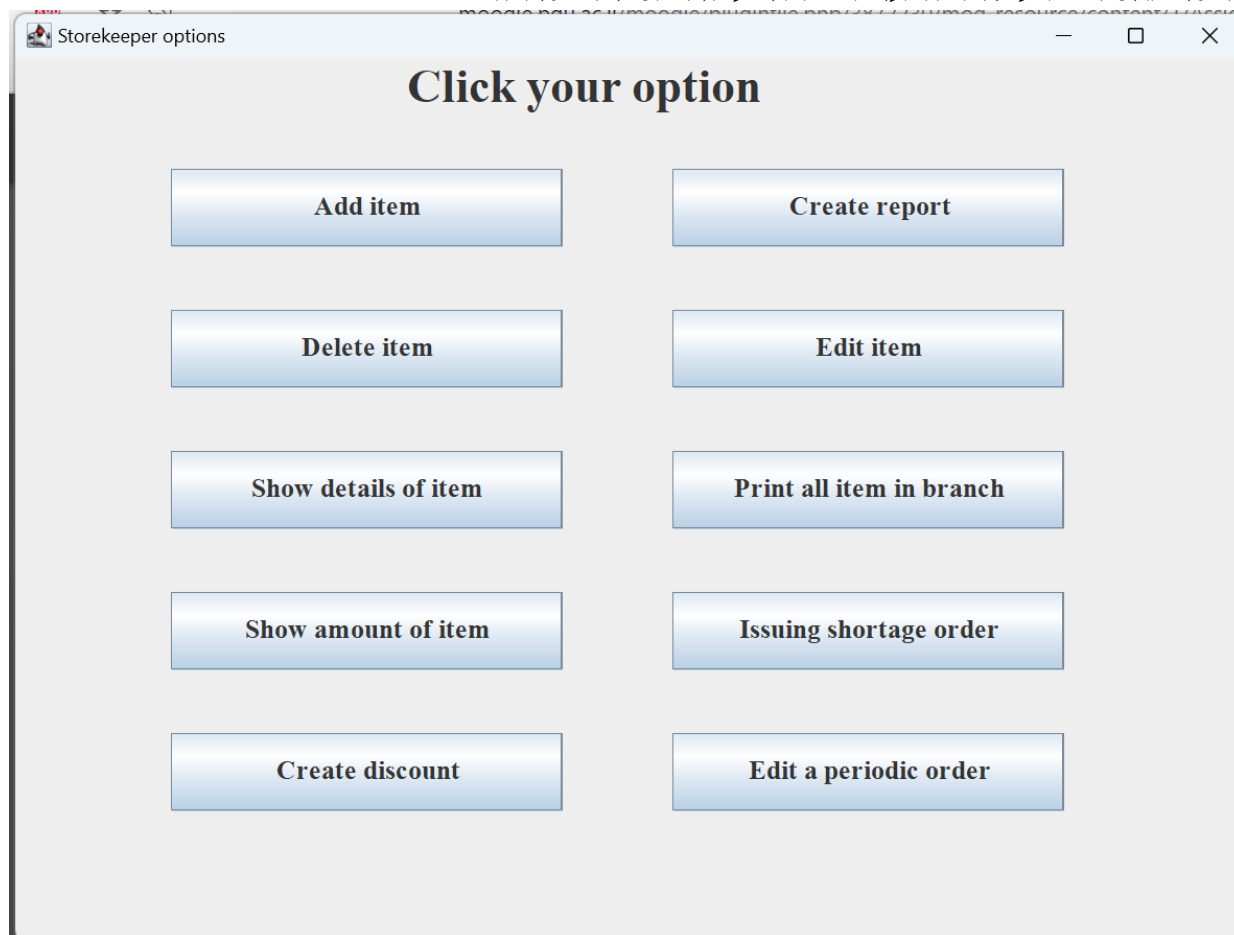 Storekeeper options
Click your option
Add item
Create report
Delete item
Edit item
Show details of item
Print all item in branch
Show amount of item
Issuing shortage order
Create discount
Edit a periodic order